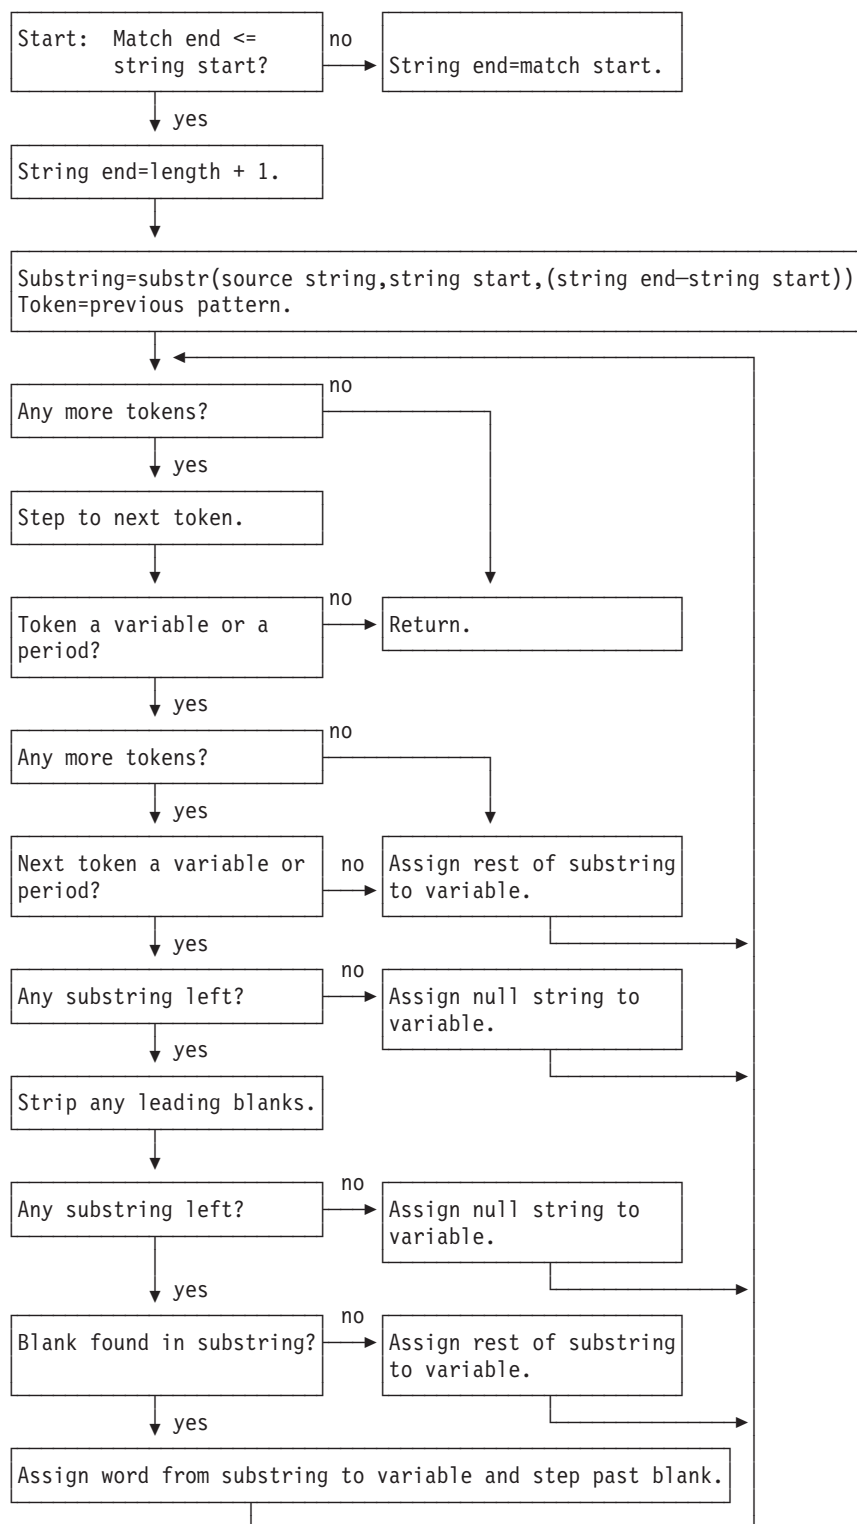 Start:  Match end <=
string start?
no
String end=match start.
yes
String end=length + 1.
Substring=substr(source string,string start,(string end—string start))
Token=previous pattern.
no
Any more tokens?
yes
Step to next token.
no
Token a variable or a
period?
Return.
yes
no
Any more tokens?
yes
Next token a variable or
period?
no
Assign rest of substring
to variable.
yes
no
Any substring left?
Assign null string to
variable.
yes
Strip any leading blanks.
no
Any substring left?
Assign null string to
variable.
yes
no
Blank found in substring?
Assign rest of substring
to variable.
yes
Assign word from substring to variable and step past blank.